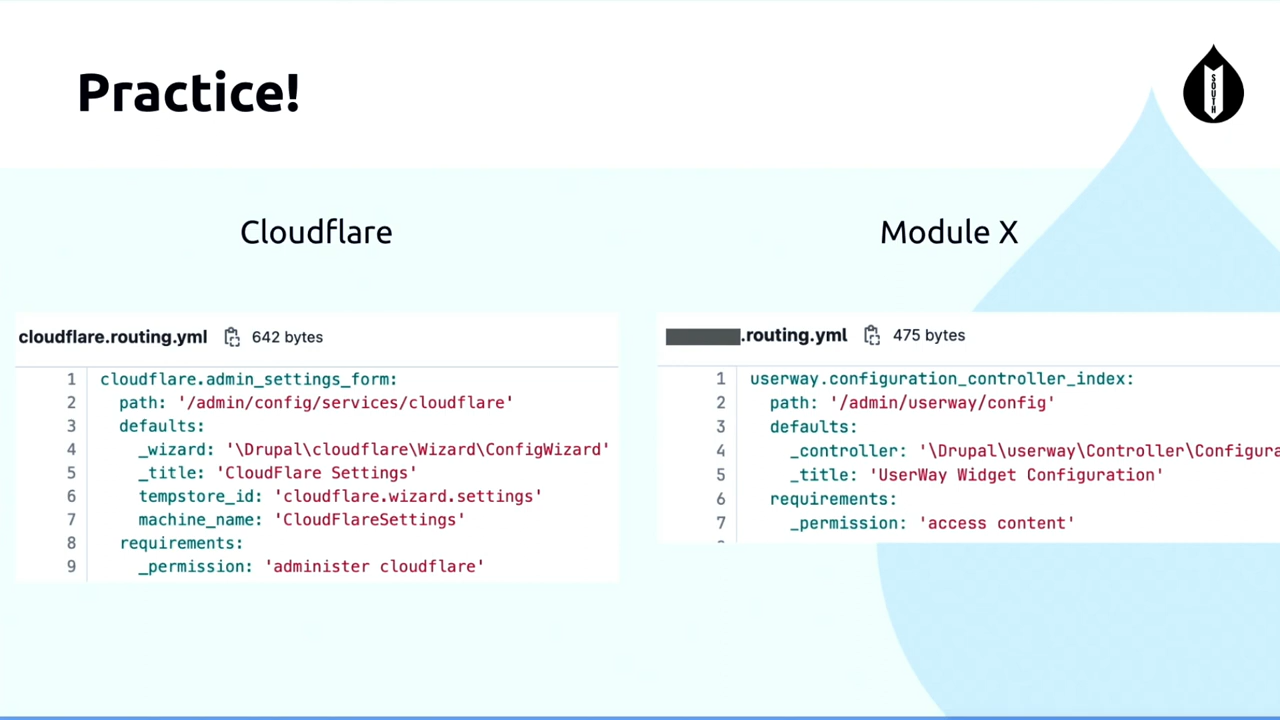 Practice!
SOUTH
Cloudflare
Module X
cloudflare.routing.yml 642 bytes
1 cloudflare.admin_settings_form:
2 path: '/admin/config/services/cloudflare'
3 defaults:
4 _wizard: '\Drupal\cloudflare\Wizard\ConfigWizard'
5 _title: 'CloudFlare Settings'
6 tempstore_id: 'cloudflare.wizard.settings'
7 machine_name: 'CloudFlareSettings'
8 requirements:
9 _permission: 'administer cloudflare'
.routing.yml 475 bytes
1 userway.configuration_controller_index:
2 path: '/admin/userway/config'
3 defaults:
4 _controller: '\Drupal\userway\Controller\Configura
5 _title: 'UserWay Widget Configuration'
6 requirements:
7 _permission: 'access content'